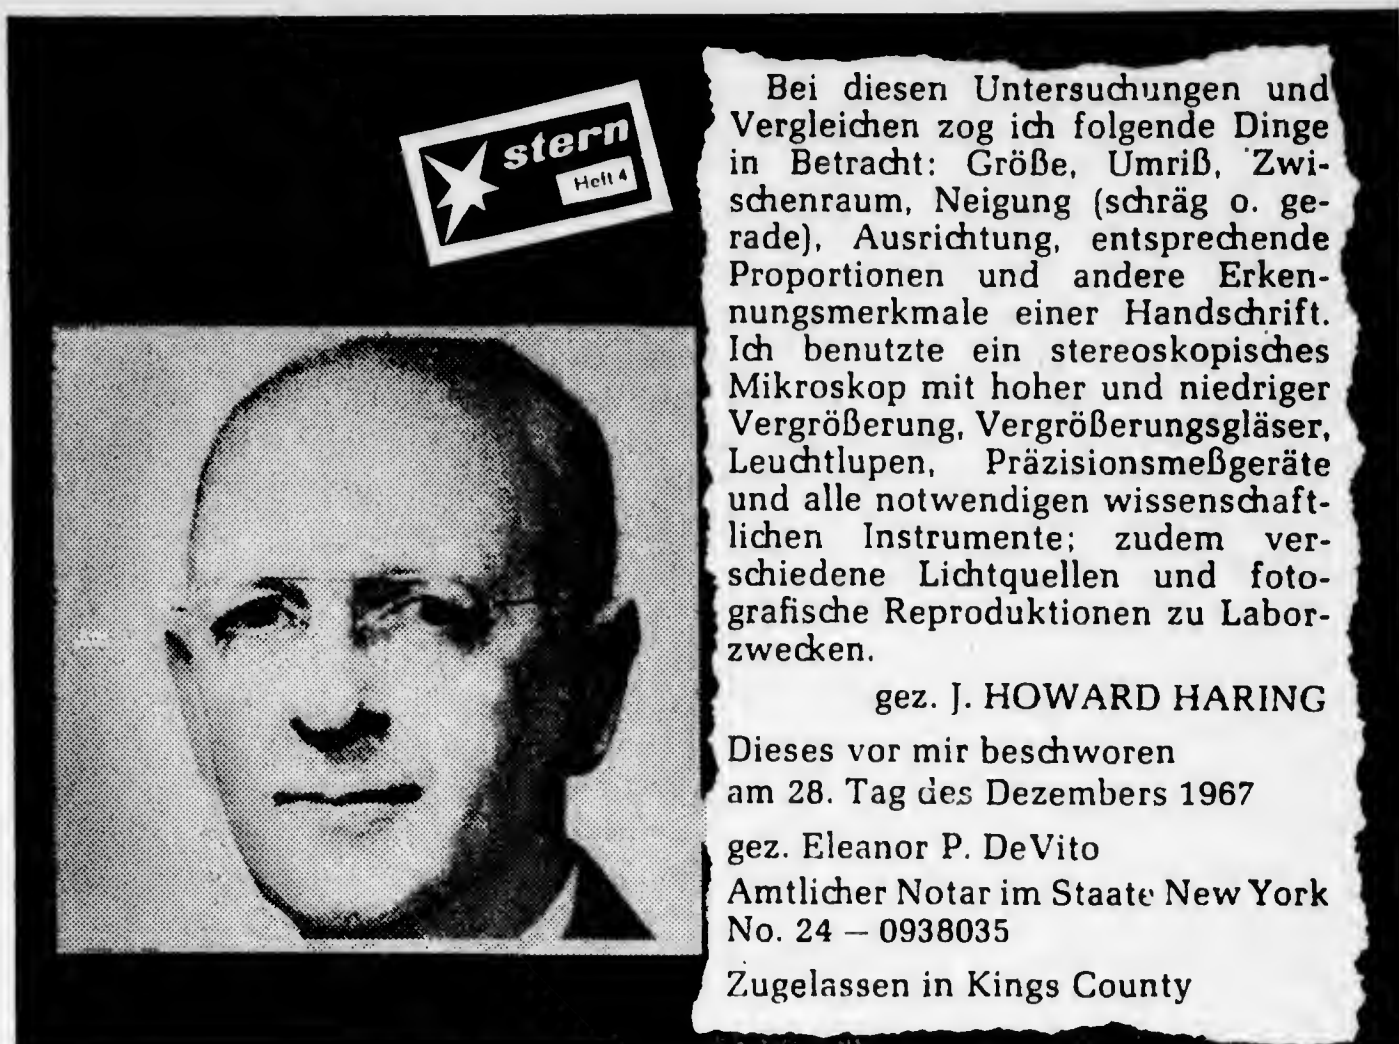 stern
Heft 4
Bei diesen Untersuchungen und
Vergleichen zog ich folgende Dinge
in Betracht: Größe, Umriß, Zwi-
schenraum, Neigung (schräg o. ge-
rade), Ausrichtung, entsprechende
Proportionen und andere Erken-
nungsmerkmale einer Handschrift.
Ich benutzte ein stereoskopisches
Mikroskop mit hoher und niedriger
Vergrößerung, Vergrößerungsgläser,
Leuchtlupen, Präzisionsmeßgeräte
und alle notwendigen wissenschaft-
lichen Instrumente; zudem ver-
schiedene Lichtquellen und foto-
grafische Reproduktionen zu Labor-
zwecken.
gez. J. HOWARD HARING
Dieses vor mir beschworen
am 28. Tag des Dezembers 1967
gez. Eleanor P. DeVito
Amtlicher Notar im Staate New York
No. 24 – 0938035
Zugelassen in Kings County